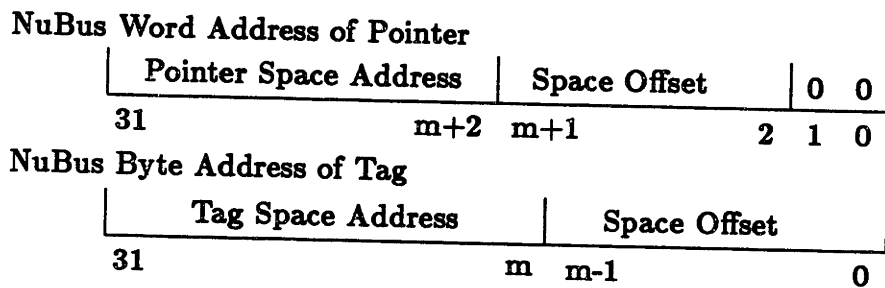 NuBus Word Address of Pointer
Pointer Space Address Space Offset 0 0
31 m+2 m+1 2 1 0
NuBus Byte Address of Tag
Tag Space Address Space Offset
31 m m-1 0